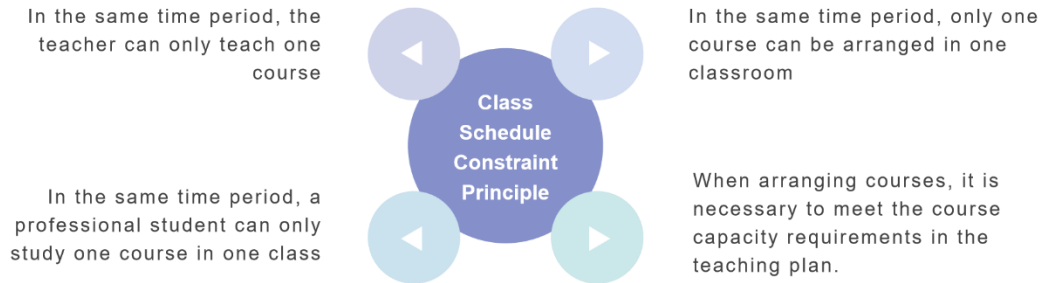 In the same time period, the
teacher can only teach one
course
In the same time period, only one
course can be arranged in one
classroom
Class
Schedule
Constraint
Principle
In the same time period, a
professional student can only
study one course in one class
When arranging courses, it is
necessary to meet the course
capacity requirements in the
teaching plan.